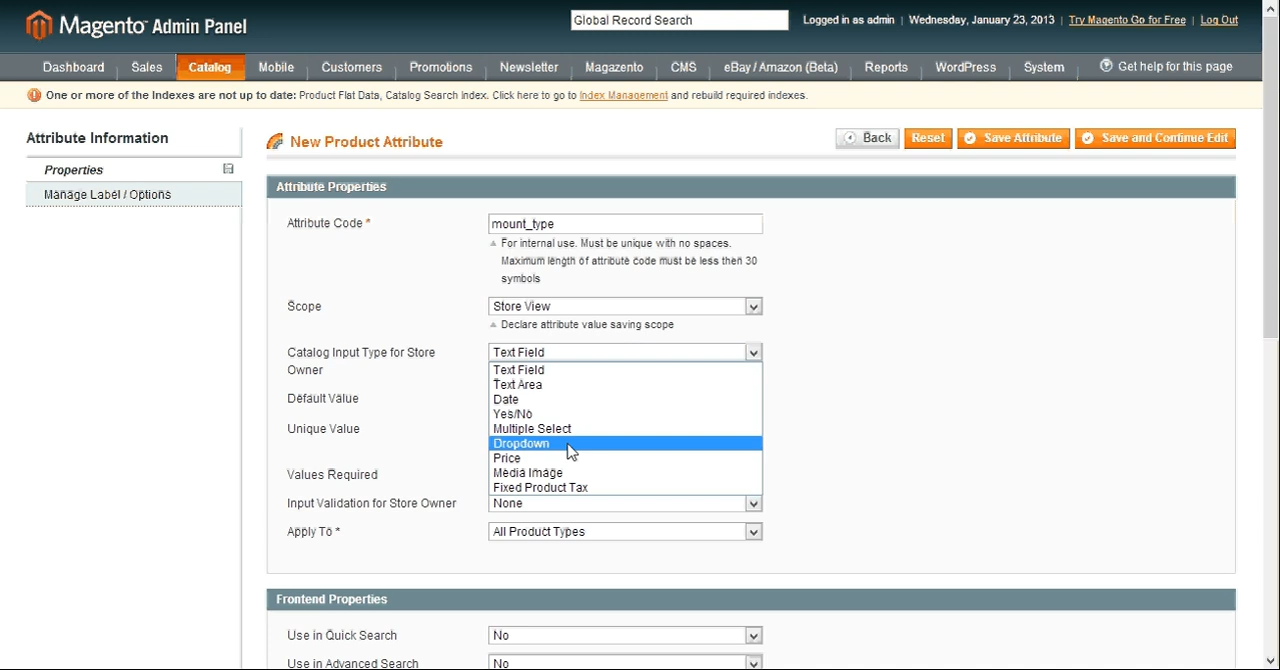 Magento™ Admin Panel
Global Record Search
Logged in as admin | Wednesday, January 23, 2013 | Try Magento Go for Free | Log Out
Dashboard | Sales | Catalog | Mobile | Customers | Promotions | Newsletter | Magazento | CMS | eBay / Amazon (Beta) | Reports | WordPress | System
Get help for this page
One or more of the Indexes are not up to date: Product Flat Data, Catalog Search Index. Click here to go to Index Management and rebuild required indexes.
Attribute Information
Properties
Manage Label / Options
New Product Attribute
Back
Reset
Save Attribute
Save and Continue Edit
Attribute Properties
Attribute Code *
mount_type
For internal use. Must be unique with no spaces.
Maximum length of attribute code must be less then 30
symbols
Scope
Store View
Declare attribute value saving scope
Catalog Input Type for Store
Owner
Text Field
Text Field
Text Area
Date
Yes/No
Multiple Select
Dropdown
Price
Media Image
Fixed Product Tax
Default Value
Unique Value
Values Required
Input Validation for Store Owner
None
Apply To *
All Product Types
Frontend Properties
Use in Quick Search
No
Use in Advanced Search
No